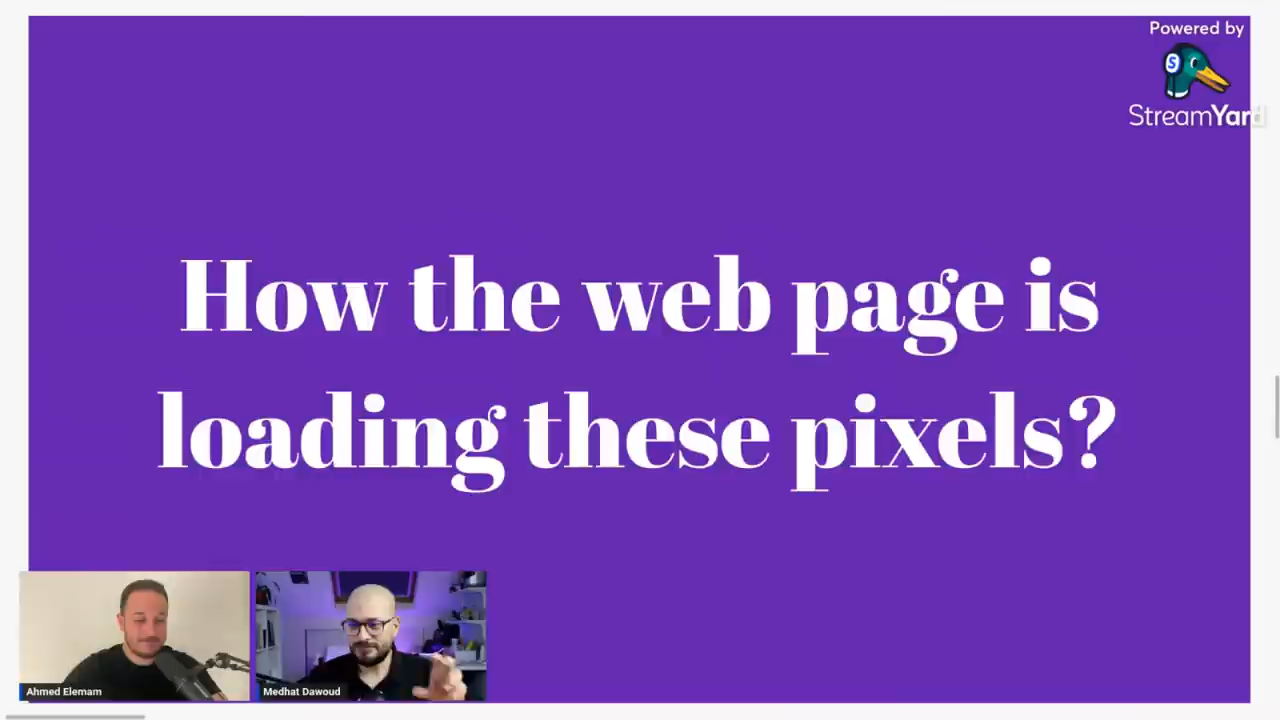 Powered by
StreamYard
How the web page is
loading these pixels?
Ahmed Elemam
Medhat Dawoud